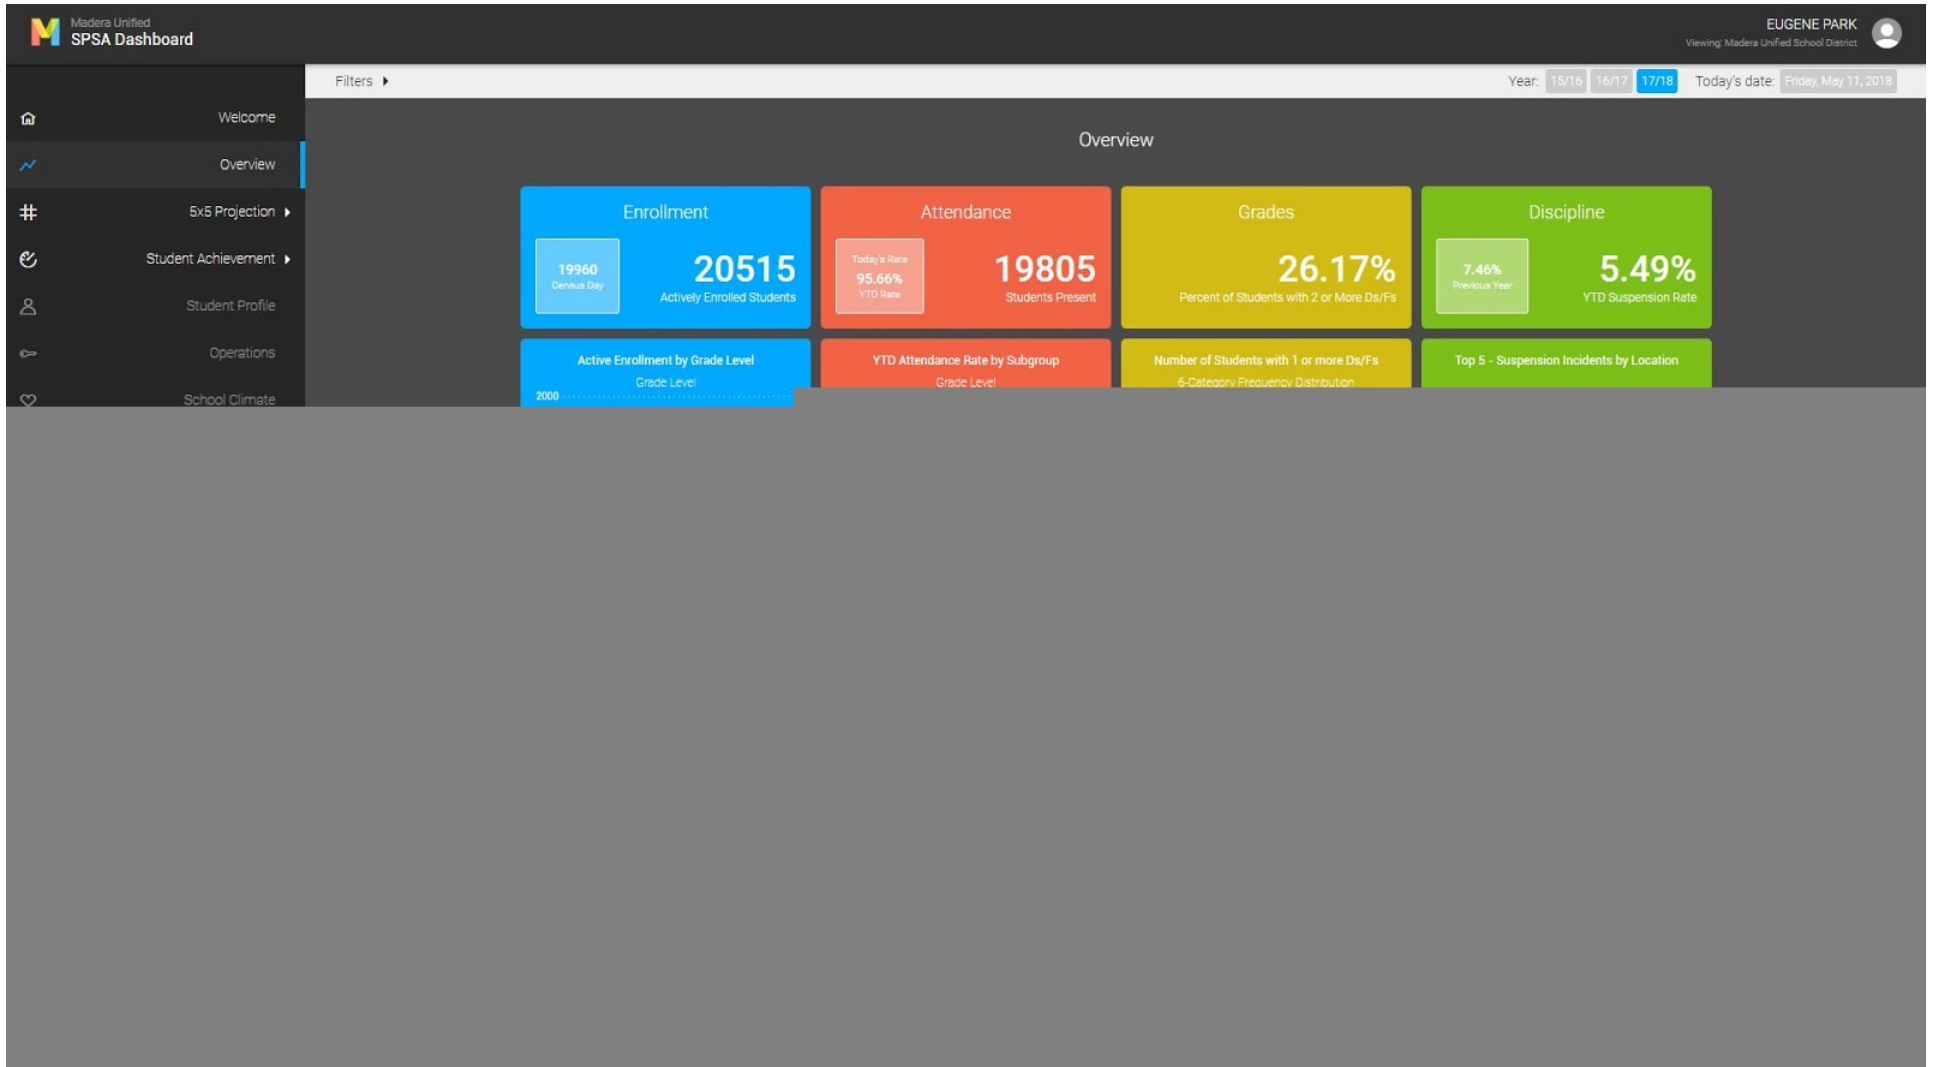 Madera Unified
SPSA Dashboard
EUGENE PARK
Viewing: Madera Unified School District
Filters
Year: 15/16 16/17 17/18 Today's date: Friday, May 11, 2018
Welcome
Overview
5x5 Projection
Student Achievement
Student Profile
Operations
School Climate
Overview
Enrollment
19960
Census Day
20515
Actively Enrolled Students
Attendance
Today's Rate
95.66%
YTD Rate
19805
Students Present
Grades
26.17%
Percent of Students with 2 or More Ds/Fs
Discipline
7.46%
Previous Year
5.49%
YTD Suspension Rate
Active Enrollment by Grade Level
Grade Level
2000
YTD Attendance Rate by Subgroup
Grade Level
Number of Students with 1 or more Ds/Fs
6-Category Frequency Distribution
Top 5 - Suspension Incidents by Location